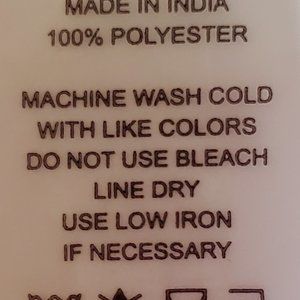 MADE IN INDIA
100% POLYESTER
MACHINE WASH COLD
WITH LIKE COLORS
DO NOT USE BLEACH
LINE DRY
USE LOW IRON
IF NECESSARY